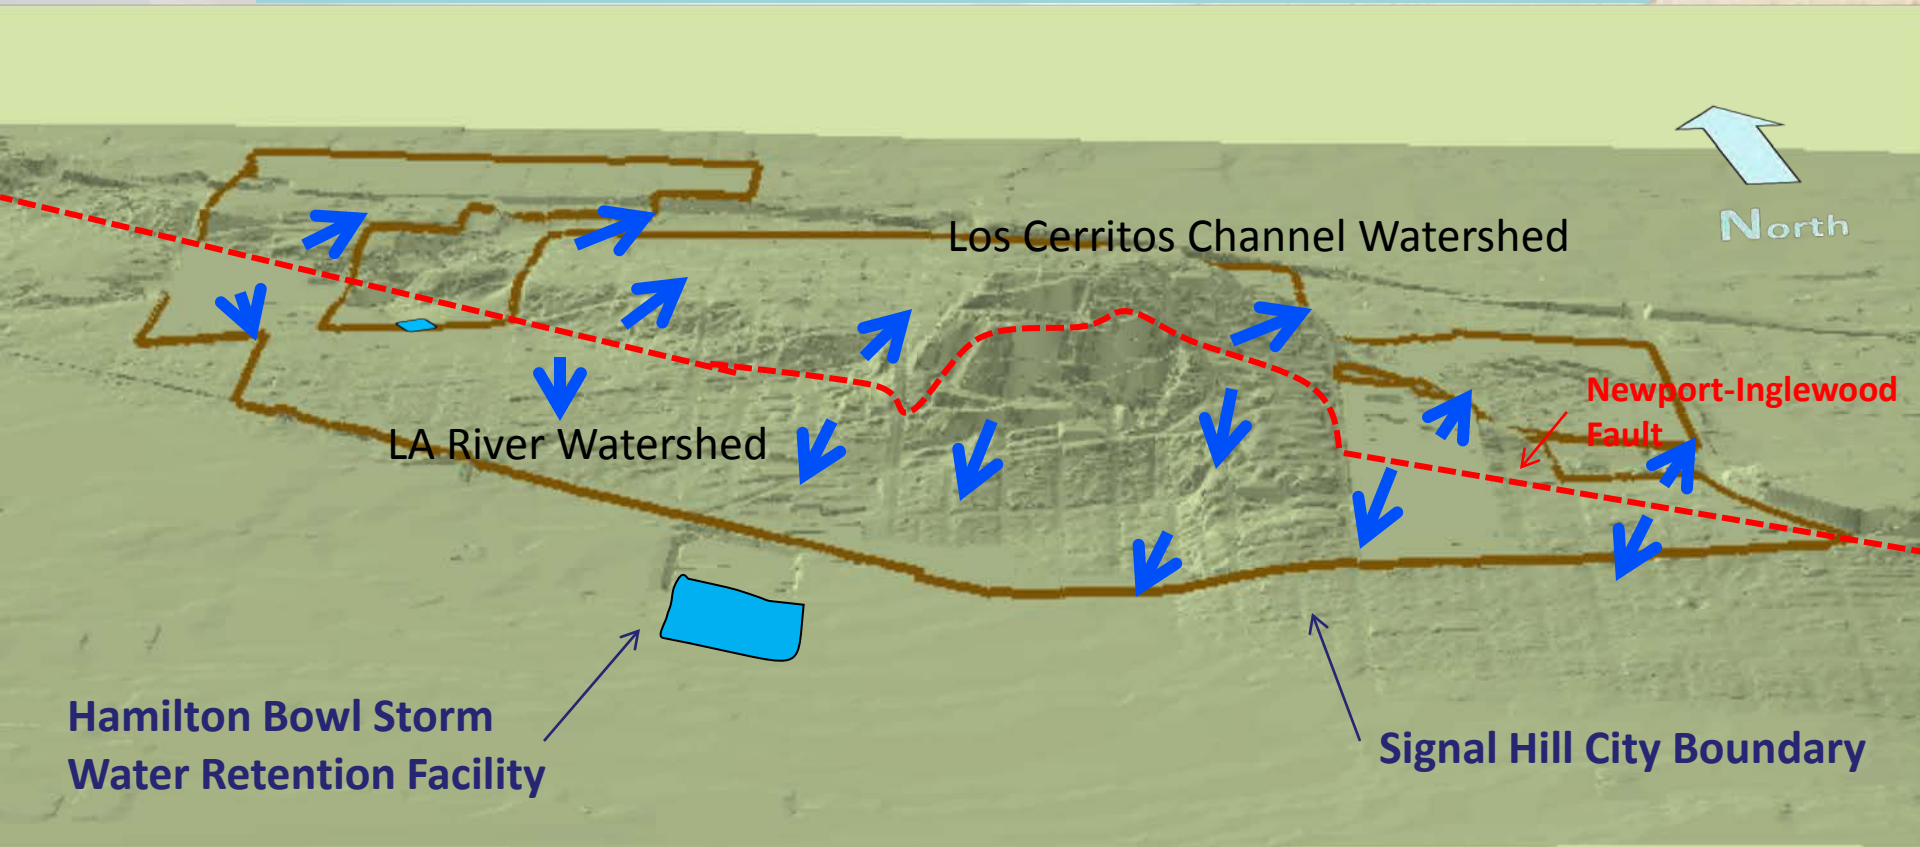 North
Los Cerritos Channel Watershed
Newport-Inglewood
Fault
LA River Watershed
Hamilton Bowl Storm
Water Retention Facility
Signal Hill City Boundary